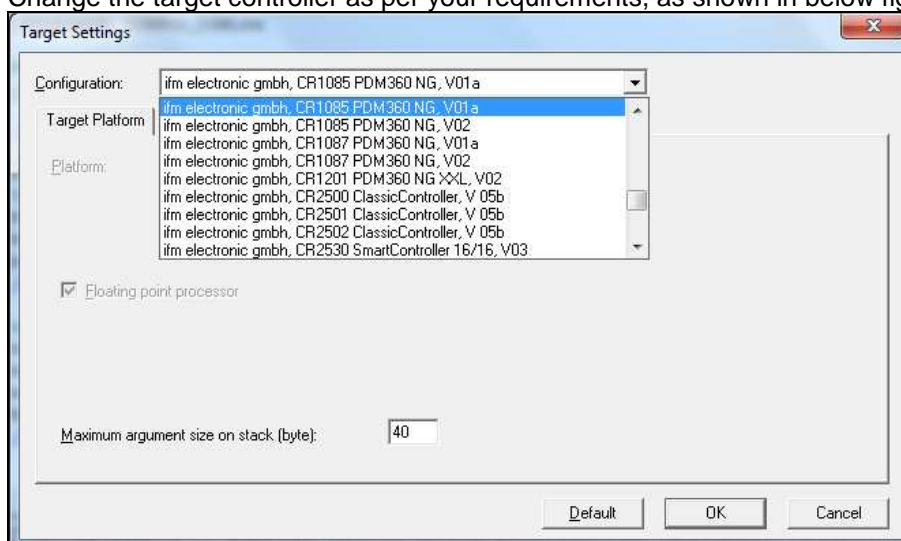 Change the target controller as per your requirements, as shown in below
Target Settings
Configuration:
ifm electronic gmbh, CR1085 PDM360 NG, V01a
Target Platform
ifm electronic gmbh, CR1085 PDM360 NG, V01a
ifm electronic gmbh, CR1085 PDM360 NG, V02
ifm electronic gmbh, CR1087 PDM360 NG, V01a
ifm electronic gmbh, CR1087 PDM360 NG, V02
ifm electronic gmbh, CR1201 PDM360 NG XXL, V02
ifm electronic gmbh, CR2500 ClassicController, V 05b
ifm electronic gmbh, CR2501 ClassicController, V 05b
ifm electronic gmbh, CR2502 ClassicController, V 05b
ifm electronic gmbh, CR2530 SmartController 16/16, V03
Platform:
Floating point processor
Maximum argument size on stack (byte):
40
Default
OK
Cancel